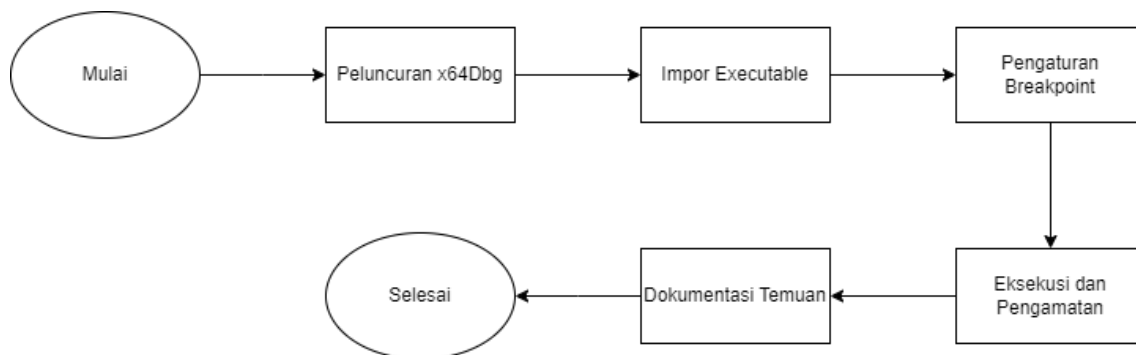 Mulai
Peluncuran x64Dbg
Impor Executable
Pengaturan
Breakpoint
Eksekusi dan
Pengamatan
Dokumentasi Temuan
Selesai